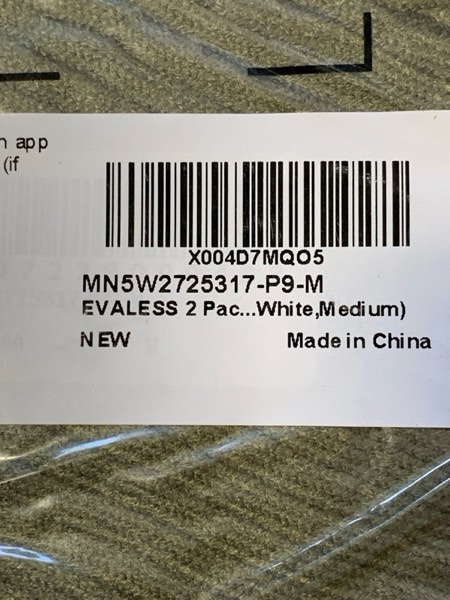 n app
(if
X004D7MQO5
MN5W2725317-P9-M
EVALESS 2 Pac...White,Medium)
NEW
Made in China